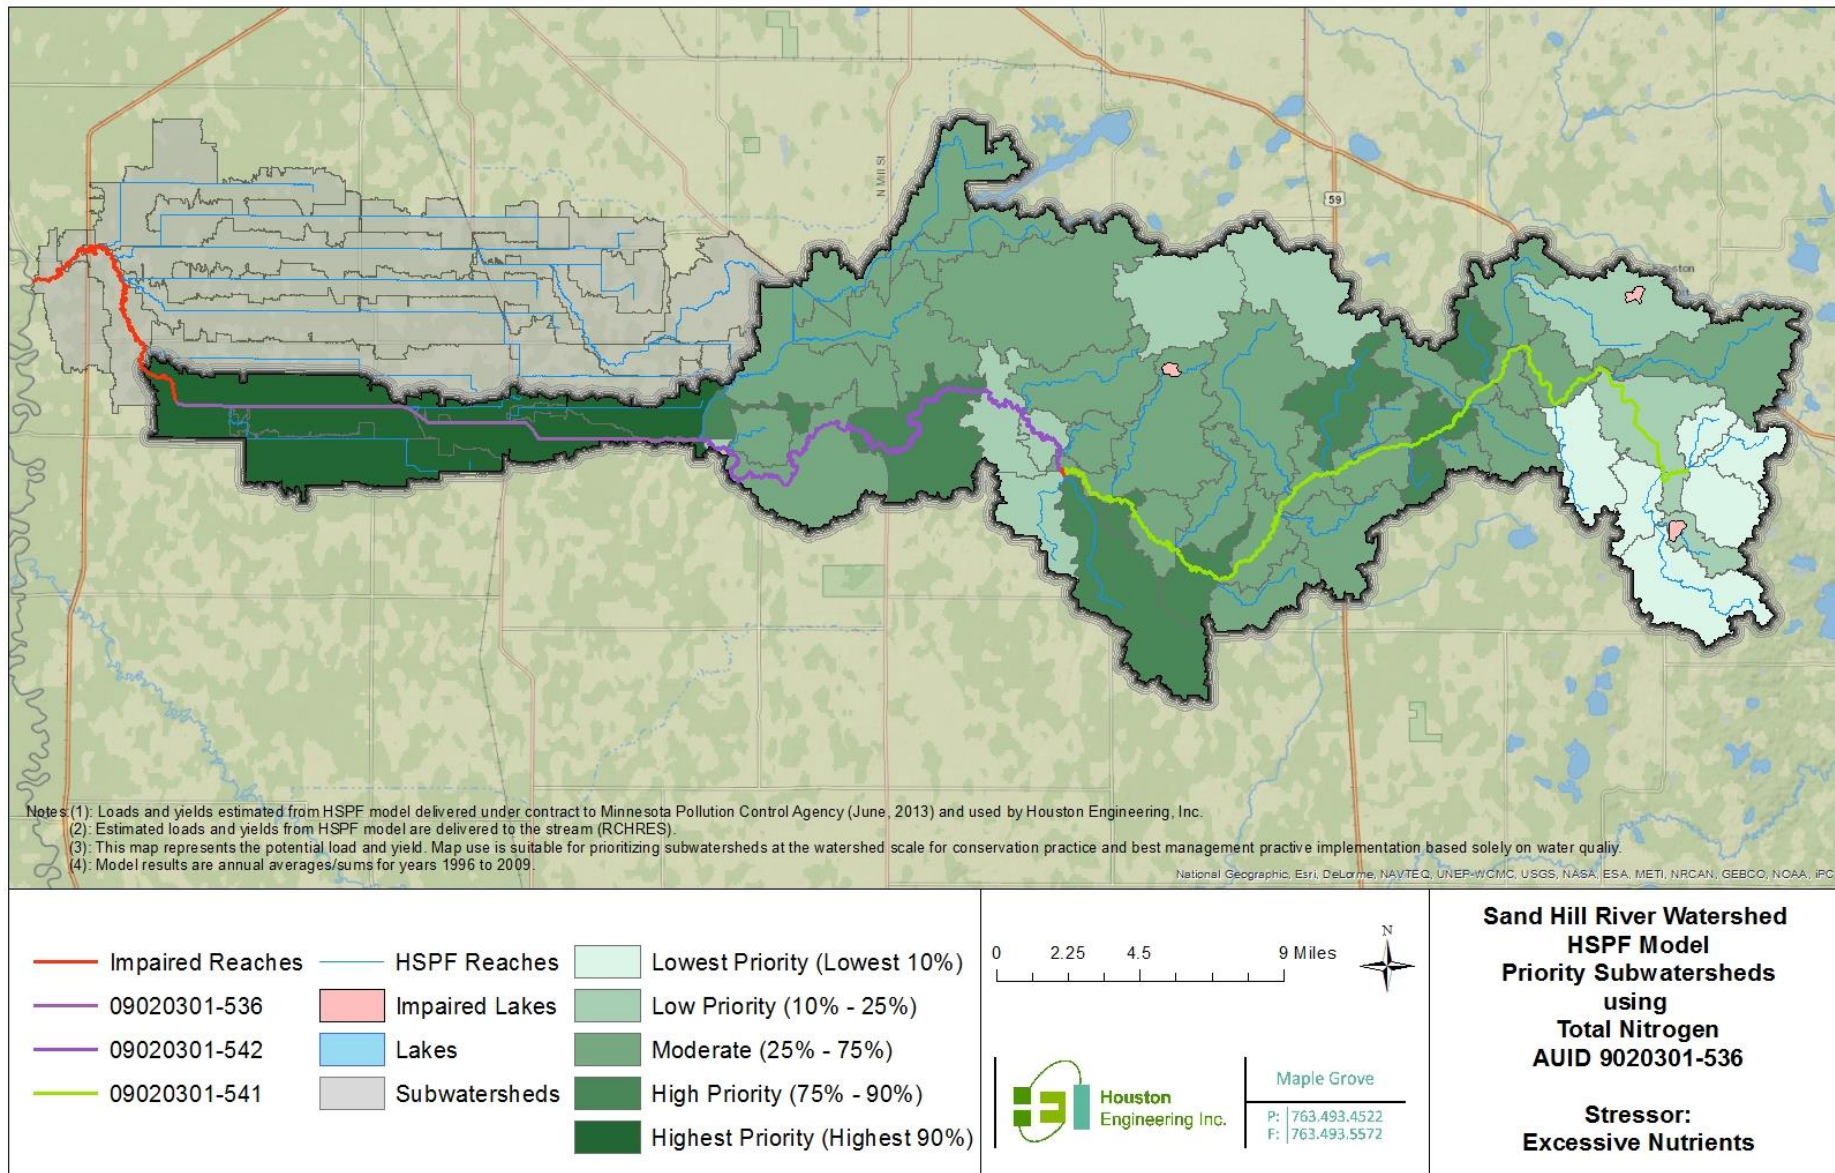 N Mill St
59
Notes:(1): Loads and yields estimated from HSPF model delivered under contract to Minnesota Pollution Control Agency (June, 2013) and used by Houston Engineering, Inc.
(2): Estimated loads and yields from HSPF model are delivered to the stream (RCHRES).
(3): This map represents the potential load and yield. Map use is suitable for prioritizing subwatersheds at the watershed scale for conservation practice and best management practive implementation based solely on water qualiy.
(4): Model results are annual averages/sums for years 1996 to 2009.
National Geographic, Esri, DeLorme, NAVTEQ, UNEP-WCMC, USGS, NASA, ESA, METI, NRCAN, GEBCO, NOAA, iPC
Impaired Reaches
09020301-536
09020301-542
09020301-541
HSPF Reaches
Impaired Lakes
Lakes
Subwatersheds
Lowest Priority (Lowest 10%)
Low Priority (10% - 25%)
Moderate (25% - 75%)
High Priority (75% - 90%)
Highest Priority (Highest 90%)
0 2.25 4.5 9 Miles
N
Houston
Engineering Inc.
Maple Grove
P: 763.493.4522
F: 763.493.5572
Sand Hill River Watershed
HSPF Model
Priority Subwatersheds
using
Total Nitrogen
AUID 9020301-536
Stressor:
Excessive Nutrients